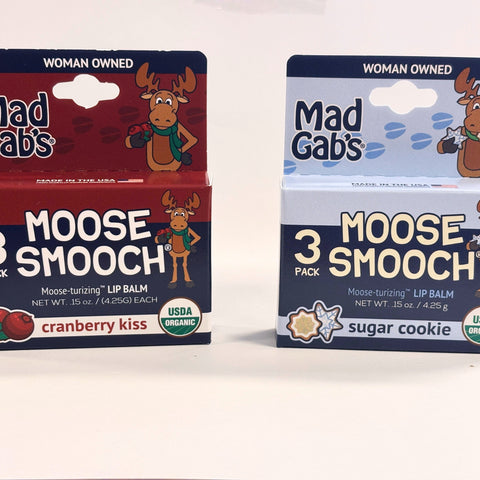 WOMAN OWNED
Mad
Gab's®
MADE IN THE USA
MOOSE
SMOOCH®
Moose-turizing™ LIP BALM
NET WT. .15 oz. / (4.25G) EACH
cranberry kiss
USDA
ORGANIC
WOMAN OWNED
Mad
Gab's®
MADE IN THE USA
3
PACK
MOOSE
SMOOCH®
Moose-turizing™ LIP BALM
NET WT. .15 oz. / 4.25 g
sugar cookie